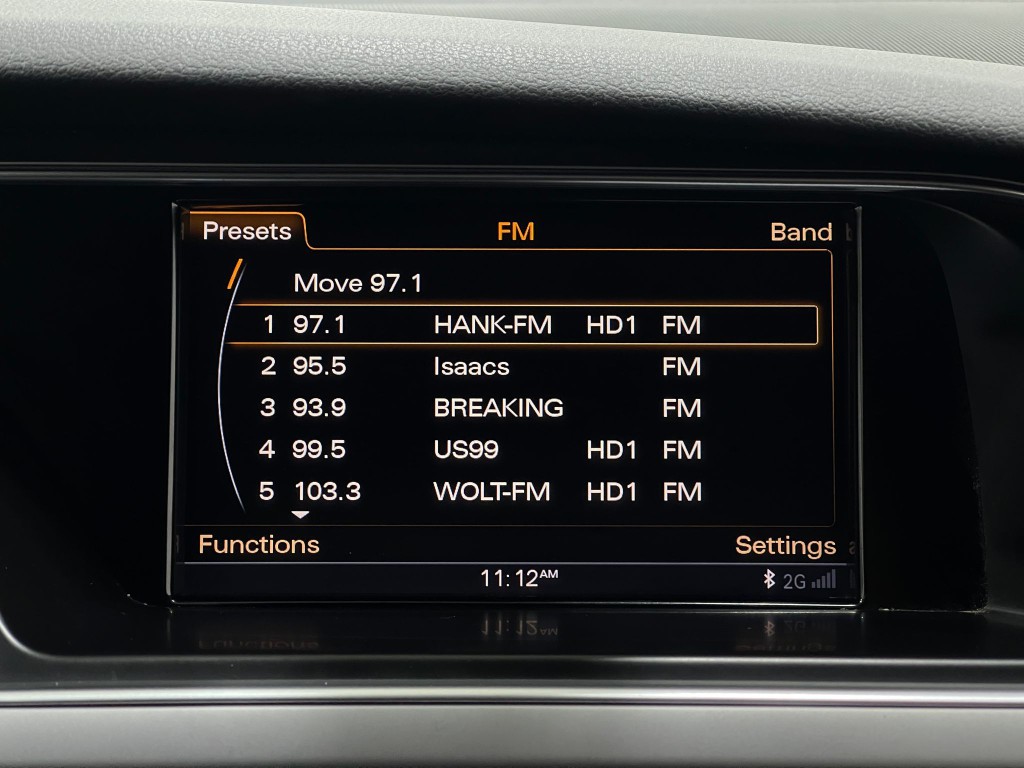 Presets FM Band
Move 97.1
1 97.1 HANK-FM HD1 FM
2 95.5 Isaacs FM
3 93.9 BREAKING FM
4 99.5 US99 HD1 FM
5 103.3 WOLT-FM HD1 FM
Functions Settings
11:12AM 2G